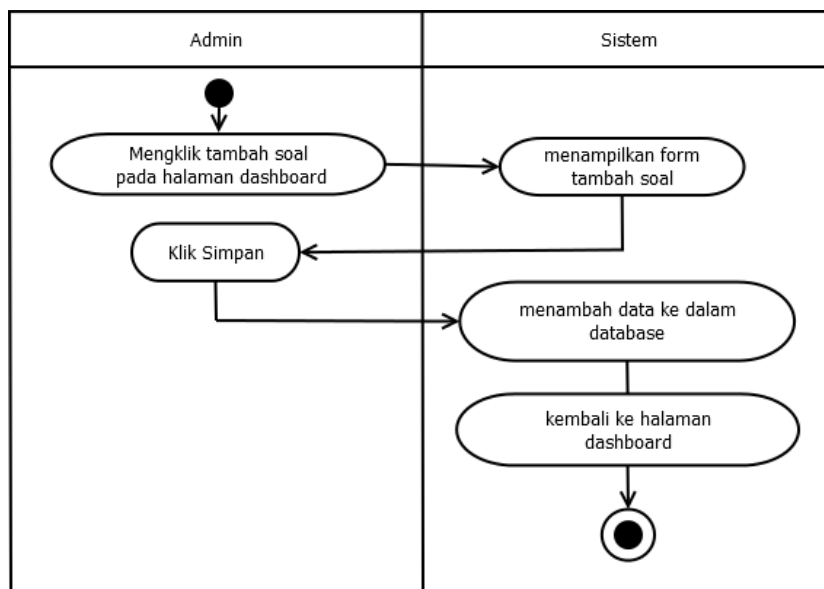 Admin
Sistem
Mengklik tambah soal
pada halaman dashboard
menampilkan form
tambah soal
Klik Simpan
menambah data ke dalam
database
kembali ke halaman
dashboard